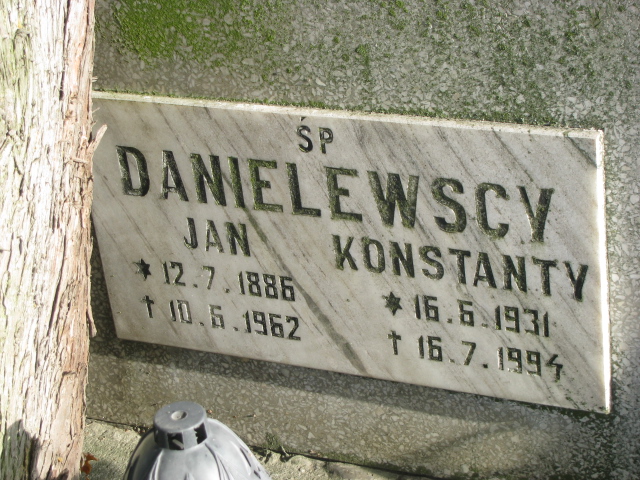 ŚP
DANIELEWSCY
JAN KONSTANTY
* 12.7.1886 * 16.6.1931
† 10.6.1962 † 16.7.1994